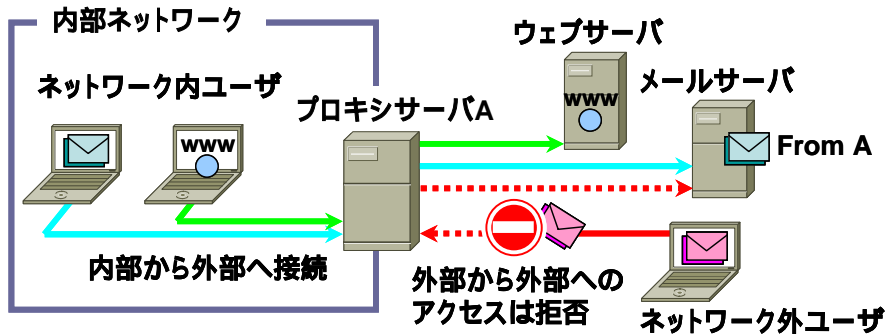 内部ネットワーク
ウェブサーバ
メールサーバ
ネットワーク内ユーザ
プロキシサーバA
www
www
From A
内部から外部へ接続
外部から外部への
アクセスは拒否
ネットワーク外ユーザ